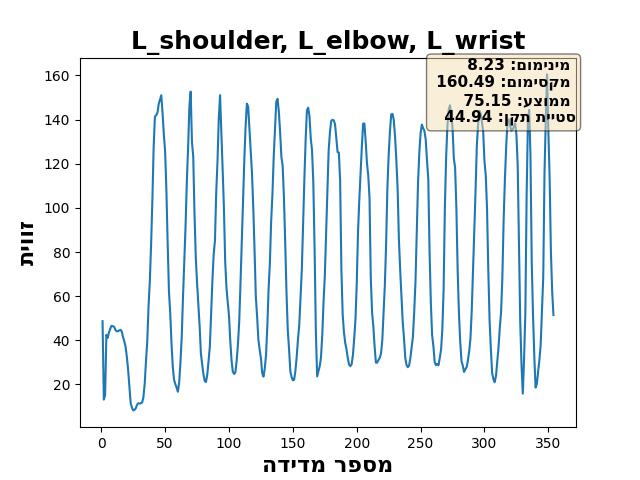 L_shoulder, L_elbow, L_wrist
מינימום: 8.23
מקסימום: 160.49
ממוצע: 75.15
סטיית תקן: 44.94
160
140
120
100
80
60
40
20
זווית
0 50 100 150 200 250 300 350
מספר מדידה